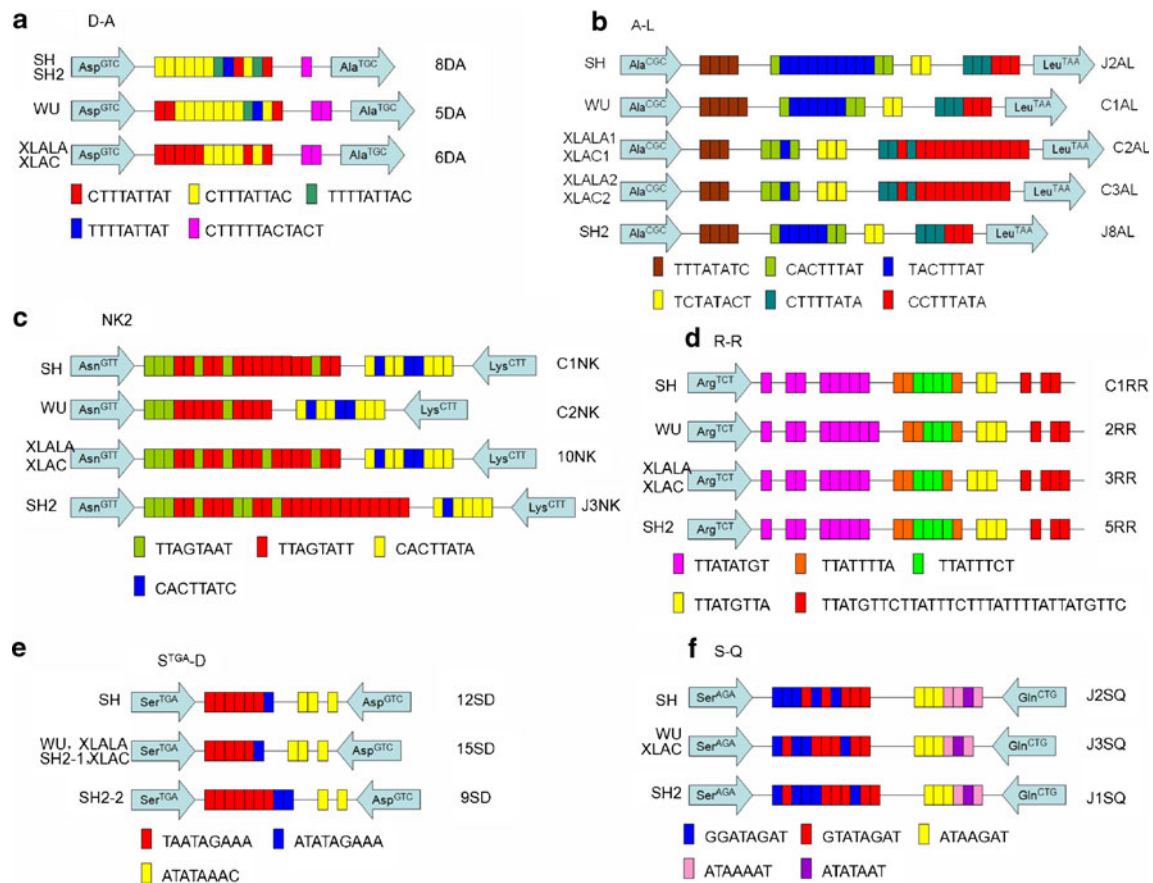 a
D-A
SH
SH2
Asp^GTC
Ala^TGC
8DA
WU
Asp^GTC
Ala^TGC
5DA
XLALA
XLAC
Asp^GTC
Ala^TGC
6DA
CTTTATTAT
CTTTATTAC
TTTTATTAC
TTTTATTAT
CTTTTTACTACT
b
A-L
SH
Ala^CGC
Leu^TAA
J2AL
WU
Ala^CGC
Leu^TAA
C1AL
XLALA1
XLAC1
Ala^CGC
Leu^TAA
C2AL
XLALA2
XLAC2
Ala^CGC
Leu^TAA
C3AL
SH2
Ala^CGC
Leu^TAA
J8AL
TTTATATC
CACTTTAT
TACTTTAT
TCTATACT
CTTTTATA
CCTTTATA
c
NK2
SH
Asn^GTT
Lys^CTT
C1NK
WU
Asn^GTT
Lys^CTT
C2NK
XLALA
XLAC
Asn^GTT
Lys^CTT
10NK
SH2
Asn^GTT
Lys^CTT
J3NK
TTAGTAAT
TTAGTATT
CACTTATA
CACTTATC
d
R-R
SH
Arg^TCT
C1RR
WU
Arg^TCT
2RR
XLALA
XLAC
Arg^TCT
3RR
SH2
Arg^TCT
5RR
TTATATGT
TTATTTTA
TTATTTCT
TTATGTTA
TTATGTTCTTATTTCTTTATTTTATTATGTTC
e
S^TGA-D
SH
Ser^TGA
Asp^GTC
12SD
WU, XLALA
SH2-1,XLAC
Ser^TGA
Asp^GTC
15SD
SH2-2
Ser^TGA
Asp^GTC
9SD
TAATAGAAA
ATATAGAAA
ATATAAAC
f
S-Q
SH
Ser^AGA
Gln^CTG
J2SQ
WU
XLAC
Ser^AGA
Gln^CTG
J3SQ
SH2
Ser^AGA
Gln^CTG
J1SQ
GGATAGAT
GTATAGAT
ATAAGAT
ATAAAAT
ATATAAT